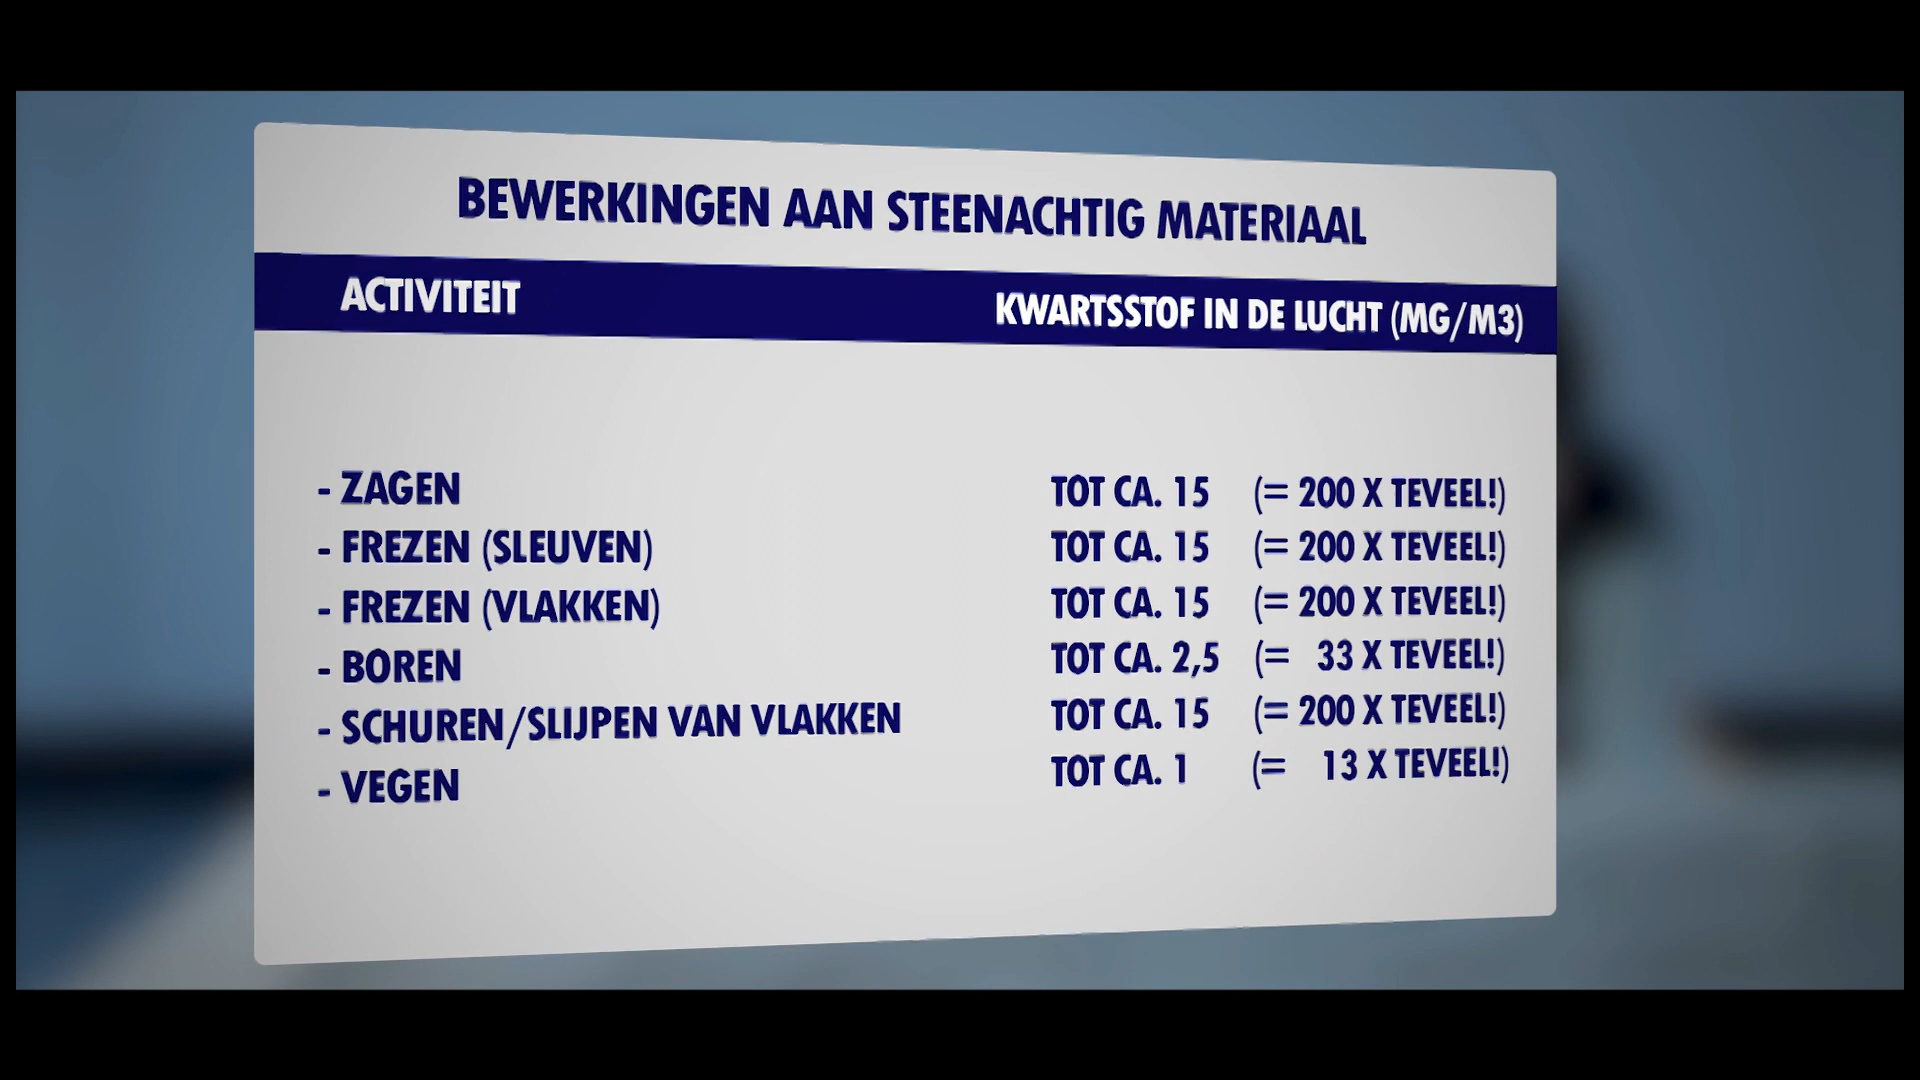 BEWERKINGEN AAN STEENACHTIG MATERIAAL
ACTIVITEIT KWARTSSTOF IN DE LUCHT (MG/M3)
- ZAGEN TOT CA. 15 (= 200 X TEVEEL!)
- FREZEN (SLEUVEN) TOT CA. 15 (= 200 X TEVEEL!)
- FREZEN (VLAKKEN) TOT CA. 15 (= 200 X TEVEEL!)
- BOREN TOT CA. 2,5 (= 33 X TEVEEL!)
- SCHUREN/SLIJPEN VAN VLAKKEN TOT CA. 15 (= 200 X TEVEEL!)
- VEGEN TOT CA. 1 (= 13 X TEVEEL!)